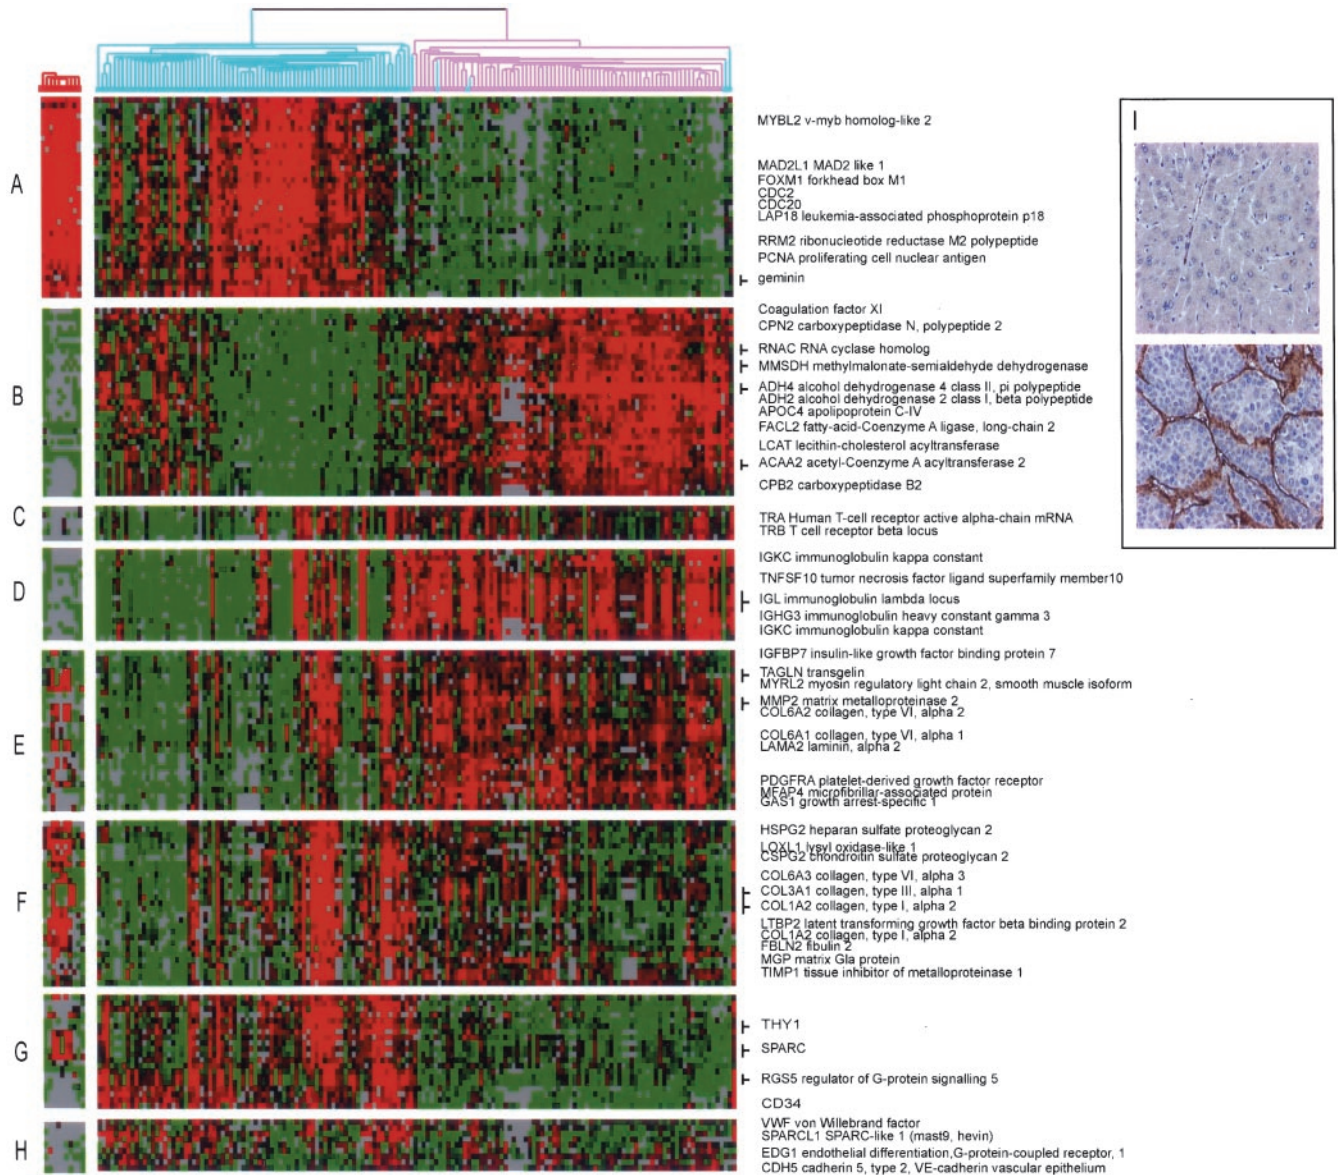 A
MYBL2 v-myb homolog-like 2
MAD2L1 MAD2 like 1
FOXM1 forkhead box M1
CDC2
CDC20
LAP18 leukemia-associated phosphoprotein p18
RRM2 ribonucleotide reductase M2 polypeptide
PCNA proliferating cell nuclear antigen
geminin
B
Coagulation factor XI
CPN2 carboxypeptidase N, polypeptide 2
RNAC RNA cyclase homolog
MMSDH methylmalonate-semialdehyde dehydrogenase
ADH4 alcohol dehydrogenase 4 class II, pi polypeptide
ADH2 alcohol dehydrogenase 2 class I, beta polypeptide
APOC4 apolipoprotein C-IV
FACL2 fatty-acid-Coenzyme A ligase, long-chain 2
LCAT lecithin-cholesterol acyltransferase
ACAA2 acetyl-Coenzyme A acyltransferase 2
CPB2 carboxypeptidase B2
C
TRA Human T-cell receptor active alpha-chain mRNA
TRB T cell receptor beta locus
D
IGKC immunoglobulin kappa constant
TNFSF10 tumor necrosis factor ligand superfamily member10
IGL immunoglobulin lambda locus
IGHG3 immunoglobulin heavy constant gamma 3
IGKC immunoglobulin kappa constant
E
IGFBP7 insulin-like growth factor binding protein 7
TAGLN transgelin
MYRL2 myosin regulatory light chain 2, smooth muscle isoform
MMP2 matrix metalloproteinase 2
COL6A2 collagen, type VI, alpha 2
COL6A1 collagen, type VI, alpha 1
LAMA2 laminin, alpha 2
PDGFRA platelet-derived growth factor receptor
MFAP4 microfibrillar-associated protein
GAS1 growth arrest-specific 1
F
HSPG2 heparan sulfate proteoglycan 2
LOXL1 lysyl oxidase-like 1
CSPG2 chondroitin sulfate proteoglycan 2
COL6A3 collagen, type VI, alpha 3
COL3A1 collagen, type III, alpha 1
COL1A2 collagen, type I, alpha 2
LTBP2 latent transforming growth factor beta binding protein 2
COL1A2 collagen, type I, alpha 2
FBLN2 fibulin 2
MGP matrix Gla protein
TIMP1 tissue inhibitor of metalloproteinase 1
G
THY1
SPARC
RGS5 regulator of G-protein signalling 5
CD34
H
VWF von Willebrand factor
SPARCL1 SPARC-like 1 (mast9, hevin)
EDG1 endothelial differentiation,G-protein-coupled receptor, 1
CDH5 cadherin 5, type 2, VE-cadherin vascular epithelium
I